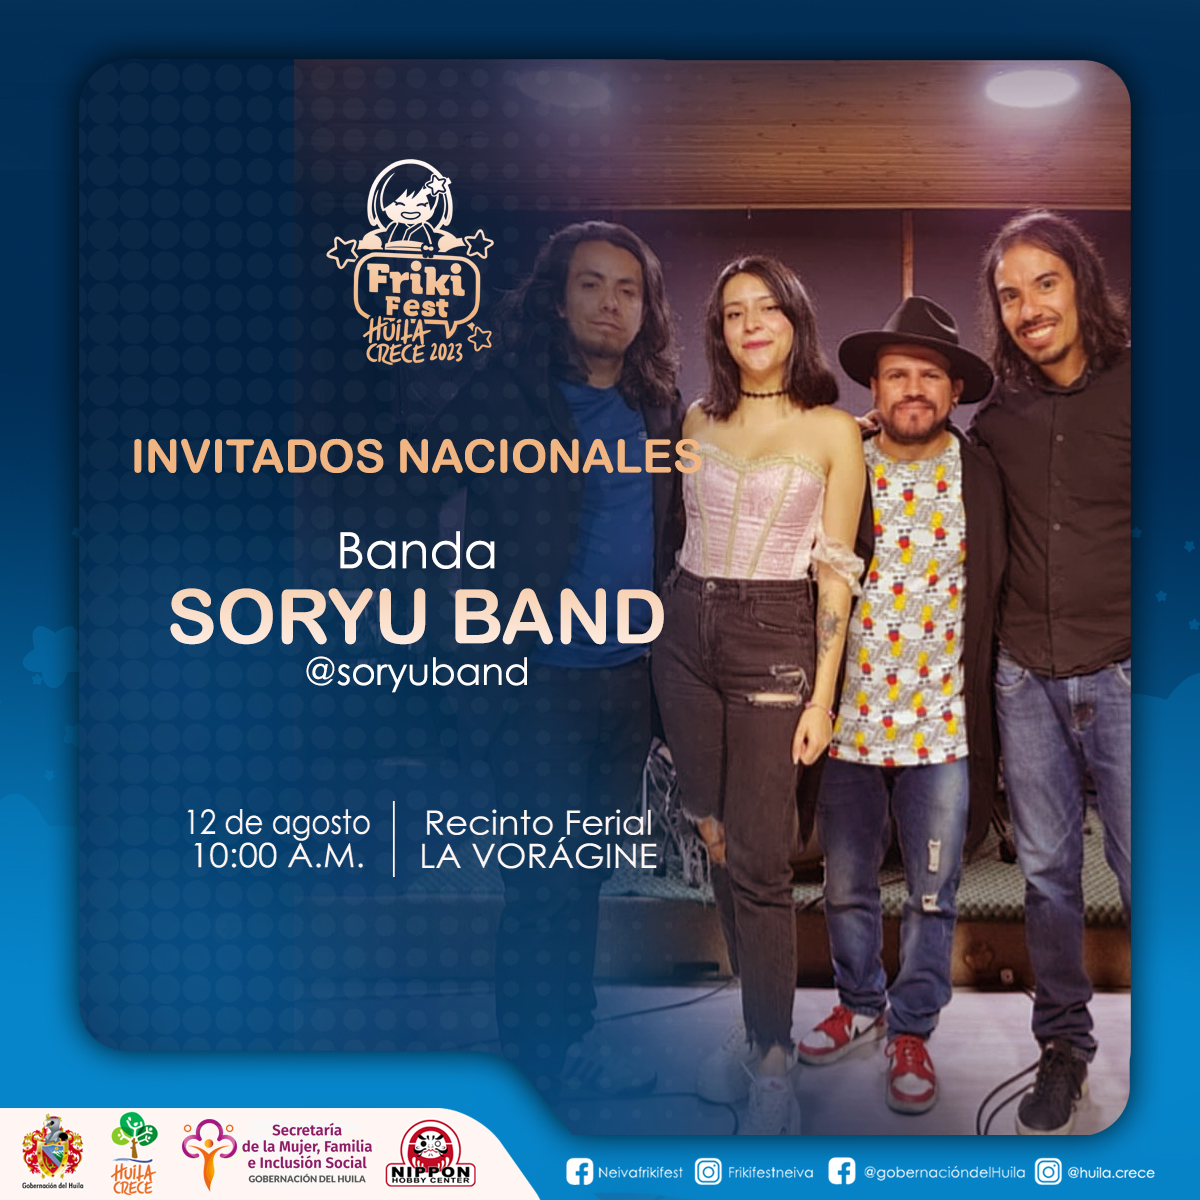 Friki
Fest
HUILA
CRECE 2023
INVITADOS NACIONALES
Banda
SORYU BAND
@soryuband
12 de agosto
10:00 A.M.
Recinto Ferial
LA VORÁGINE
Gobernación del Huila
HUILA
CRECE
Secretaría
de la Mujer, Familia
e Inclusión Social
GOBERNACIÓN DEL HUILA
NIPPON
HOBBY CENTER
Neivafrikifest
Frikifestneiva
@gobernacióndelHuila
@huila.crece